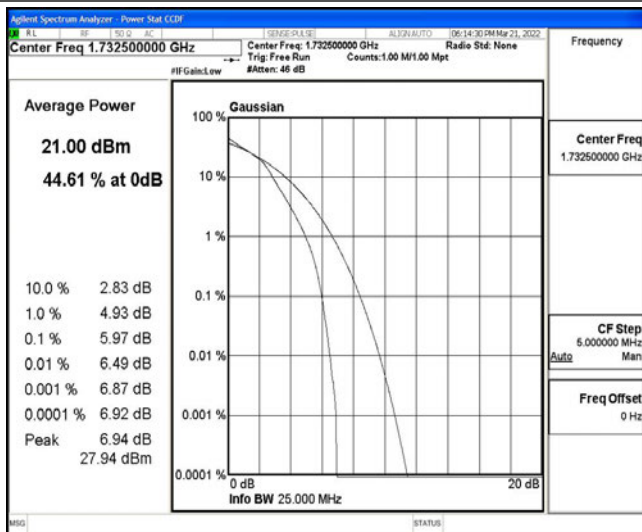 Agilent Spectrum Analyzer - Power Stat CCDF
RL RF 50 Ω AC SENSE:PULSE ALIGN AUTO 06:14:30 PM Mar 21, 2022
Center Freq 1.732500000 GHz
Center Freq: 1.732500000 GHz Radio Std: None
Trig: Free Run Counts:1.00 M/1.00 Mpt
#IFGain:Low #Atten: 46 dB
Frequency
Average Power
21.00 dBm
44.61 % at 0dB
10.0 % 2.83 dB
1.0 % 4.93 dB
0.1 % 5.97 dB
0.01 % 6.49 dB
0.001 % 6.87 dB
0.0001 % 6.92 dB
Peak 6.94 dB
27.94 dBm
Gaussian
100 %
10 %
1 %
0.1 %
0.01 %
0.001 %
0.0001 %
0 dB 20 dB
Info BW 25.000 MHz
Center Freq
1.732500000 GHz
CF Step
5.000000 MHz
Auto Man
Freq Offset
0 Hz
MSG STATUS